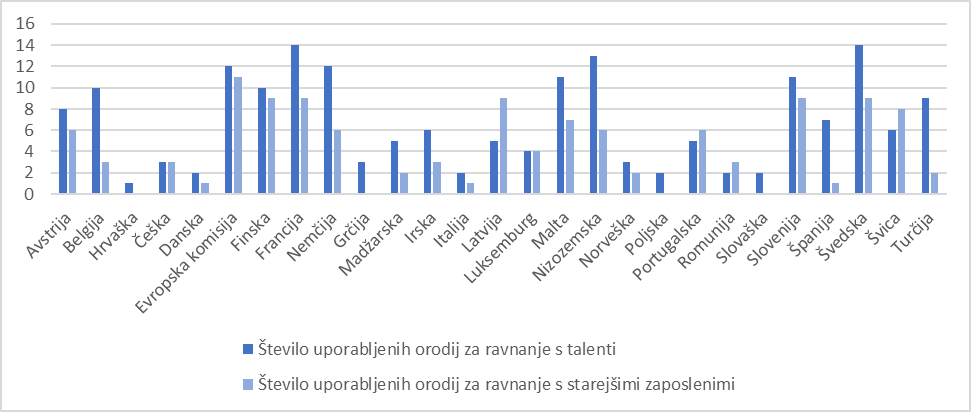 16
14
12
10
8
6
4
2
0
Avstrija
Belgija
Hrvaška
Češka
Danska
Evropska komisija
Finska
Francija
Nemčija
Grčija
Madžarska
Irska
Italija
Latvija
Luksemburg
Malta
Nizozemska
Norveška
Poljska
Portugalska
Romunija
Slovaška
Slovenija
Španija
Švedska
Švica
Turčija
Število uporabljenih orodij za ravnanje s talenti
Število uporabljenih orodij za ravnanje s starejšimi zaposlenimi